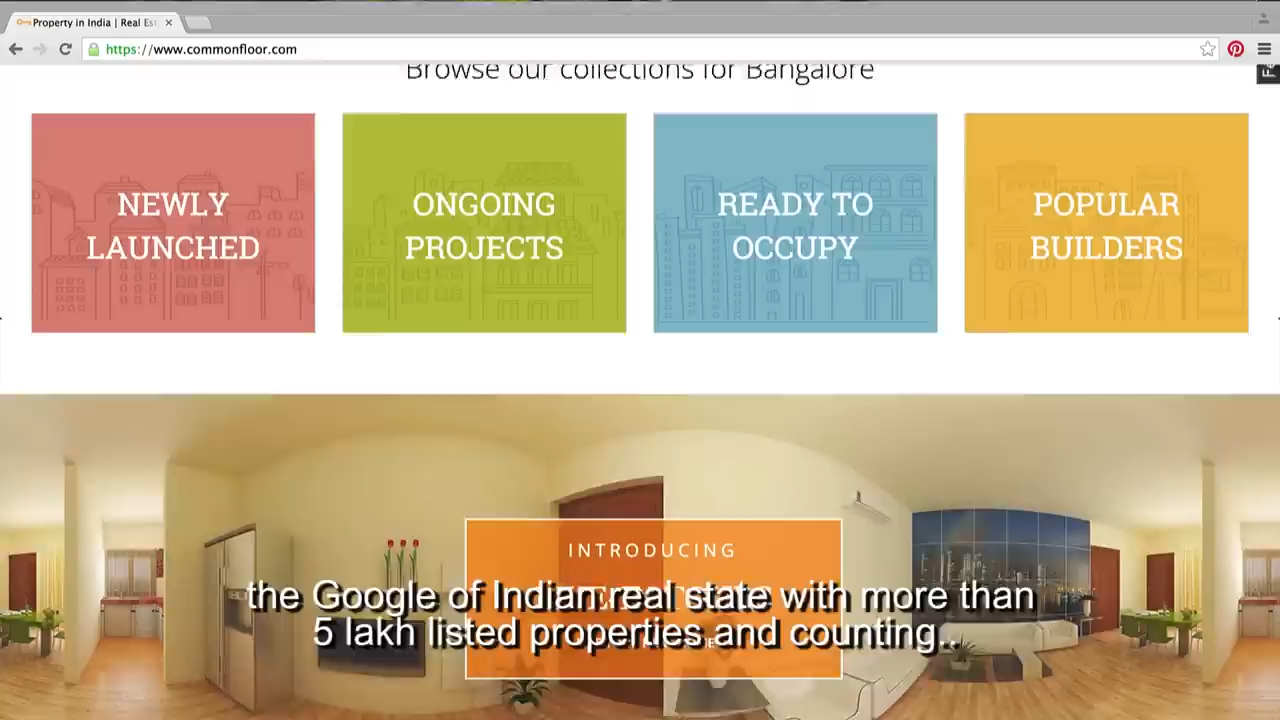 Property in India | Real Es
https://www.commonfloor.com
Browse our collections for Bangalore
NEWLY
LAUNCHED
ONGOING
PROJECTS
READY TO
OCCUPY
POPULAR
BUILDERS
INTRODUCING
the Google of Indian real state with more than
5 lakh listed properties and counting..